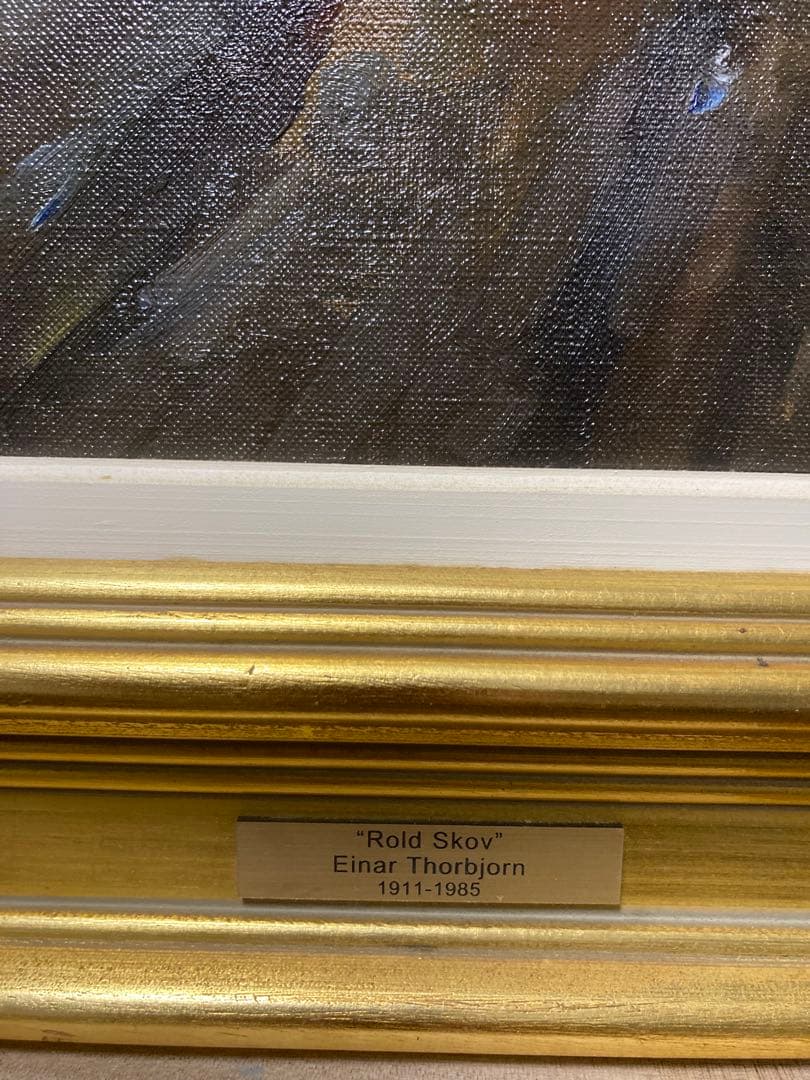 “Rold Skov”
Einar Thorbjorn
1911-1985